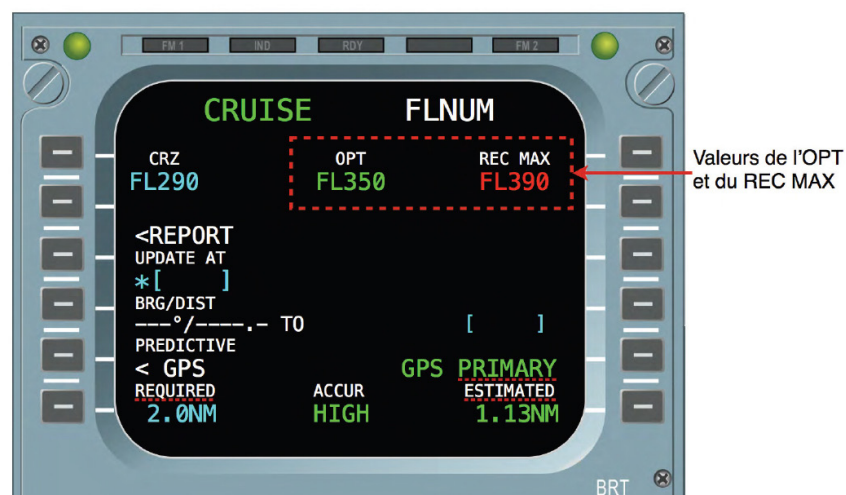 FM 1 IND RDY FM 2
CRUISE FLNUM
CRZ OPT REC MAX
FL290 FL350 FL390
Valeurs de l'OPT
et du REC MAX
<REPORT
UPDATE AT
*[ ]
BRG/DIST
---°/----.- TO [ ]
PREDICTIVE
< GPS GPS PRIMARY
REQUIRED ACCUR ESTIMATED
2.0NM HIGH 1.13NM
BRT